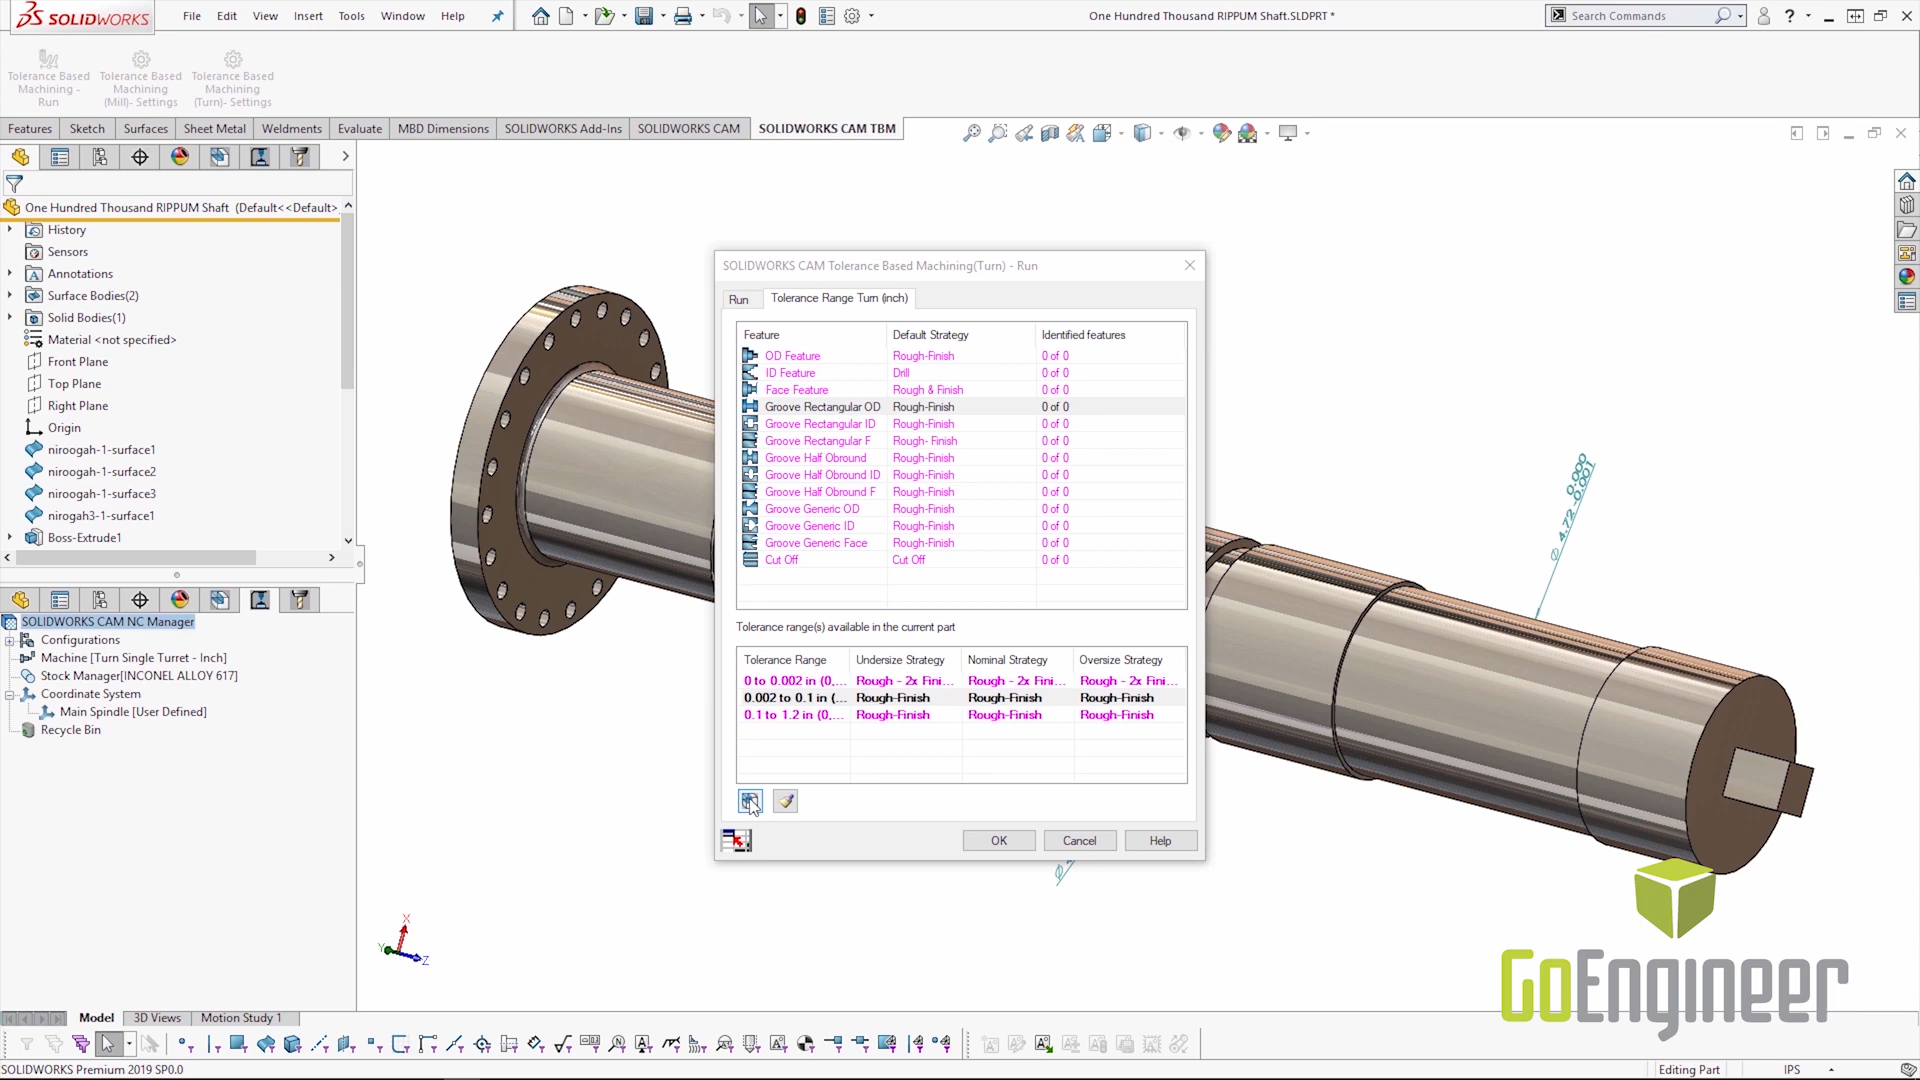 SOLIDWORKS
File Edit View Insert Tools Window Help
One Hundred Thousand RIPPUM Shaft.SLDPRT *
Search Commands
Tolerance Based Machining - Run
Tolerance Based Machining (Mill)- Settings
Tolerance Based Machining (Turn)- Settings
Features Sketch Surfaces Sheet Metal Weldments Evaluate MBD Dimensions SOLIDWORKS Add-Ins SOLIDWORKS CAM SOLIDWORKS CAM TBM
One Hundred Thousand RIPPUM Shaft (Default<<Default>
History
Sensors
Annotations
Surface Bodies(2)
Solid Bodies(1)
Material <not specified>
Front Plane
Top Plane
Right Plane
Origin
niroogah-1-surface1
niroogah-1-surface2
niroogah-1-surface3
nirogah3-1-surface1
Boss-Extrude1
SOLIDWORKS CAM NC Manager
Configurations
Machine [Turn Single Turret - Inch]
Stock Manager[INCONEL ALLOY 617]
Coordinate System
Main Spindle [User Defined]
Recycle Bin
SOLIDWORKS CAM Tolerance Based Machining(Turn) - Run
Run Tolerance Range Turn (inch)
Feature Default Strategy Identified features
OD Feature Rough-Finish 0 of 0
ID Feature Drill 0 of 0
Face Feature Rough & Finish 0 of 0
Groove Rectangular OD Rough-Finish 0 of 0
Groove Rectangular ID Rough-Finish 0 of 0
Groove Rectangular F Rough- Finish 0 of 0
Groove Half Obround Rough-Finish 0 of 0
Groove Half Obround ID Rough-Finish 0 of 0
Groove Half Obround F Rough-Finish 0 of 0
Groove Generic OD Rough-Finish 0 of 0
Groove Generic ID Rough-Finish 0 of 0
Groove Generic Face Rough-Finish 0 of 0
Cut Off Cut Off 0 of 0
Tolerance range(s) available in the current part
Tolerance Range Undersize Strategy Nominal Strategy Oversize Strategy
0 to 0.002 in (0,... Rough - 2x Fini... Rough - 2x Fini... Rough - 2x Fini...
0.002 to 0.1 in (... Rough-Finish Rough-Finish Rough-Finish
0.1 to 1.2 in (0,... Rough-Finish Rough-Finish Rough-Finish
OK Cancel Help
Ø 4.72 0.000 -0.001
Ø
X
Y
Z
GoEngineer
Model 3D Views Motion Study 1
SOLIDWORKS Premium 2019 SP0.0
Editing Part IPS